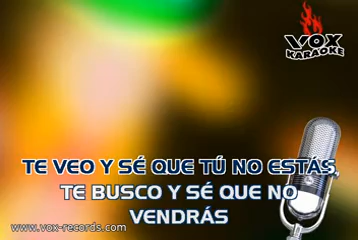 VOX
KARAOKE
TE VEO Y SÉ QUE TÚ NO ESTÁS
TE BUSCO Y SÉ QUE NO
VENDRÁS
www.vox-records.com